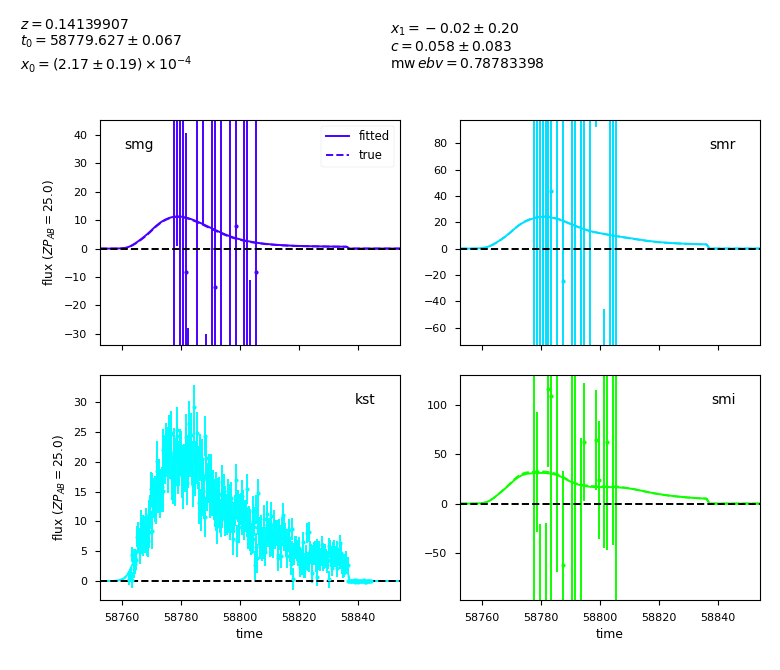 z = 0.14139907
t₀ = 58779.627 ± 0.067
x₀ = (2.17 ± 0.19) × 10⁻⁴
x₁ = −0.02 ± 0.20
c = 0.058 ± 0.083
mw ebv = 0.78783398
smg
fitted
true
40
30
20
10
0
−10
−20
−30
flux (ZP_AB = 25.0)
smr
80
60
40
20
0
−20
−40
−60
kst
30
25
20
15
10
5
0
flux (ZP_AB = 25.0)
58760 58780 58800 58820 58840
time
smi
100
50
0
−50
58760 58780 58800 58820 58840
time